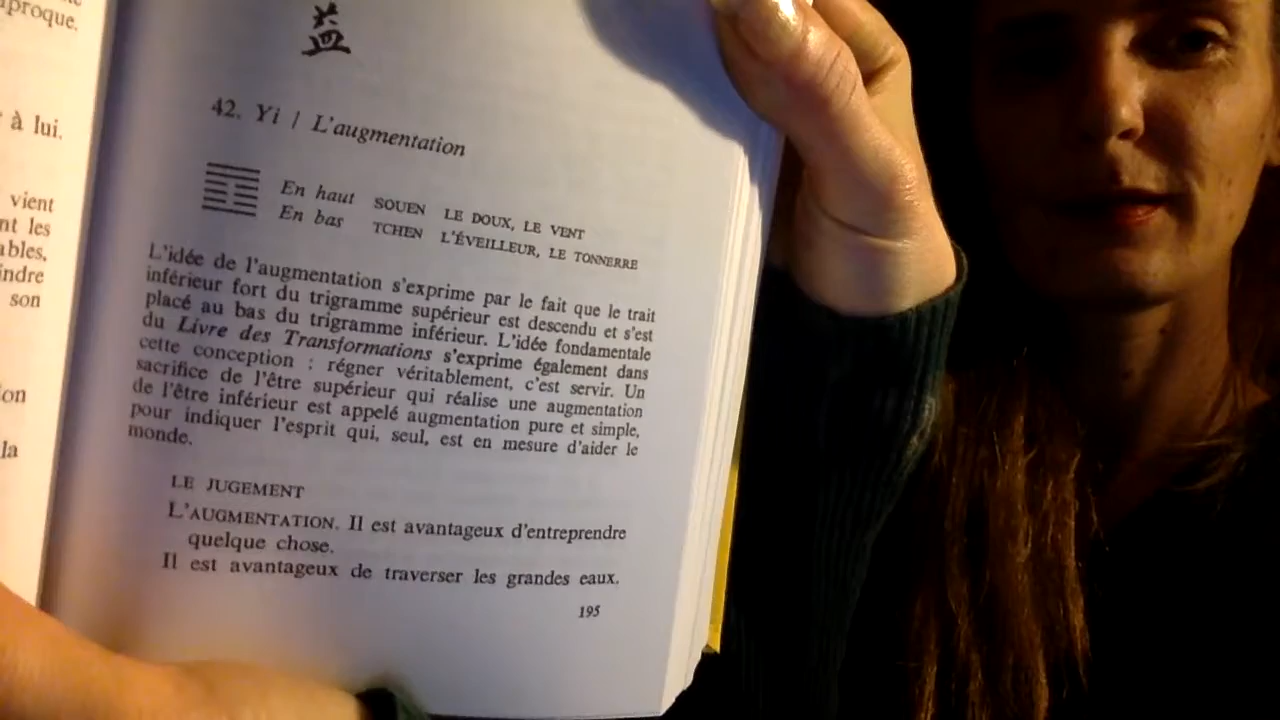 proque.
à lui.
vient
nt les
ables,
indre
son
on
la
益
42. Yi / L'augmentation
En haut SOUEN LE DOUX, LE VENT
En bas TCHEN L'ÉVEILLEUR, LE TONNERRE
L'idée de l'augmentation s'exprime par le fait que le trait
inférieur fort du trigramme supérieur est descendu et s'est
placé au bas du trigramme inférieur. L'idée fondamentale
du Livre des Transformations s'exprime également dans
cette conception : régner véritablement, c'est servir. Un
sacrifice de l'être supérieur qui réalise une augmentation
de l'être inférieur est appelé augmentation pure et simple,
pour indiquer l'esprit qui, seul, est en mesure d'aider le
monde.
LE JUGEMENT
L'AUGMENTATION. Il est avantageux d'entreprendre
quelque chose.
Il est avantageux de traverser les grandes eaux.
195